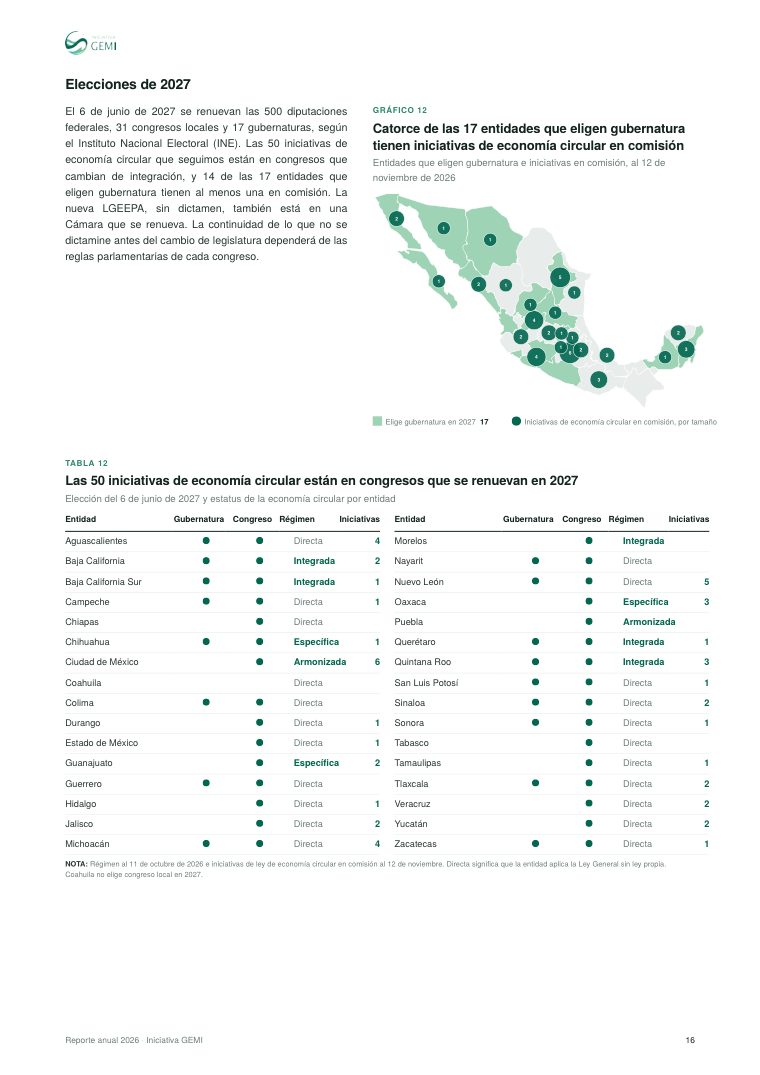 GEMI
Elecciones de 2027
El 6 de junio de 2027 se renuevan las 500 diputaciones
federales, 31 congresos locales y 17 gubernaturas, según
el Instituto Nacional Electoral (INE). Las 50 iniciativas de
economía circular que seguimos están en congresos que
cambian de integración, y 14 de las 17 entidades que
eligen gubernatura tienen al menos una en comisión. La
nueva LGEEPA, sin dictamen, también está en una
Cámara que se renueva. La continuidad de lo que no se
dictamine antes del cambio de legislatura dependerá de las
reglas parlamentarias de cada congreso.
GRÁFICO 12
Catorce de las 17 entidades que eligen gubernatura
tienen iniciativas de economía circular en comisión
Entidades que eligen gubernatura e iniciativas en comisión, al 12 de
noviembre de 2026
Elige gubernatura en 2027 17
Iniciativas de economía circular en comisión, por tamaño
TABLA 12
Las 50 iniciativas de economía circular están en congresos que se renuevan en 2027
Elección del 6 de junio de 2027 y estatus de la economía circular por entidad
Entidad Gubernatura Congreso Régimen Iniciativas Entidad Gubernatura Congreso Régimen Iniciativas
Aguascalientes ● ● Directa 4 Morelos ● Integrada
Baja California ● ● Integrada 2 Nayarit ● ● Directa
Baja California Sur ● ● Integrada 1 Nuevo León ● ● Directa 5
Campeche ● ● Directa 1 Oaxaca ● Específica 3
Chiapas ● Directa Puebla ● Armonizada
Chihuahua ● ● Específica 1 Querétaro ● ● Integrada 1
Ciudad de México ● Armonizada 6 Quintana Roo ● ● Integrada 3
Coahuila Directa San Luis Potosí ● ● Directa 1
Colima ● ● Directa Sinaloa ● ● Directa 2
Durango ● Directa 1 Sonora ● ● Directa 1
Estado de México ● Directa 1 Tabasco ● Directa
Guanajuato ● Específica 2 Tamaulipas ● Directa 1
Guerrero ● ● Directa Tlaxcala ● ● Directa 2
Hidalgo ● Directa 1 Veracruz ● Directa 2
Jalisco ● Directa 2 Yucatán ● Directa 2
Michoacán ● ● Directa 4 Zacatecas ● ● Directa 1
NOTA: Régimen al 11 de octubre de 2026 e iniciativas de ley de economía circular en comisión al 12 de noviembre. Directa significa que la entidad aplica la Ley General sin ley propia.
Coahuila no elige congreso local en 2027.
Reporte anual 2026 · Iniciativa GEMI
16